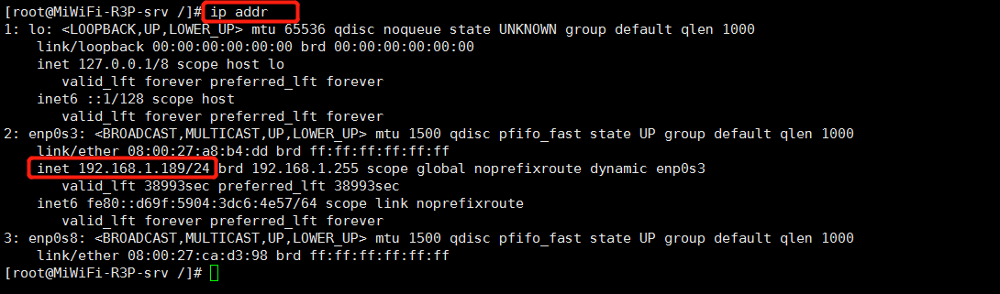 [root@MiWiFi-R3P-srv /]# ip addr
1: lo: <LOOPBACK,UP,LOWER_UP> mtu 65536 qdisc noqueue state UNKNOWN group default qlen 1000
    link/loopback 00:00:00:00:00:00 brd 00:00:00:00:00:00
    inet 127.0.0.1/8 scope host lo
       valid_lft forever preferred_lft forever
    inet6 ::1/128 scope host
       valid_lft forever preferred_lft forever
2: enp0s3: <BROADCAST,MULTICAST,UP,LOWER_UP> mtu 1500 qdisc pfifo_fast state UP group default qlen 1000
    link/ether 08:00:27:a8:b4:dd brd ff:ff:ff:ff:ff:ff
    inet 192.168.1.189/24 brd 192.168.1.255 scope global noprefixroute dynamic enp0s3
       valid_lft 38993sec preferred_lft 38993sec
    inet6 fe80::d69f:5904:3dc6:4e57/64 scope link noprefixroute
       valid_lft forever preferred_lft forever
3: enp0s8: <BROADCAST,MULTICAST,UP,LOWER_UP> mtu 1500 qdisc pfifo_fast state UP group default qlen 1000
    link/ether 08:00:27:ca:d3:98 brd ff:ff:ff:ff:ff:ff
[root@MiWiFi-R3P-srv /]#